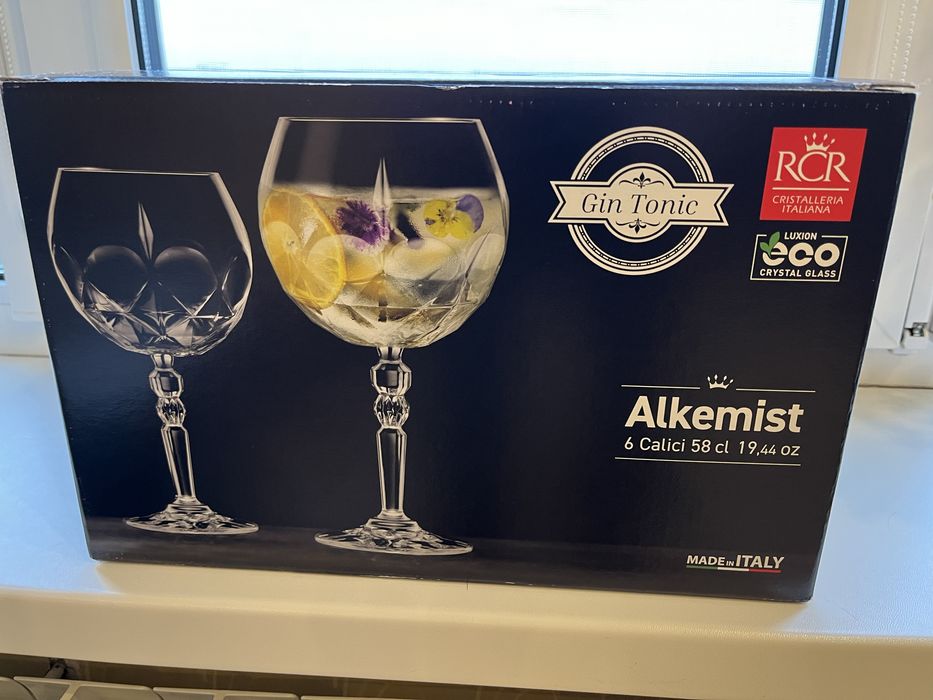 Gin Tonic
RCR
CRISTALLERIA
ITALIANA
LUXION
eco
CRYSTAL GLASS
Alkemist
6 Calici 58 cl 19,44 oz
MADE in ITALY